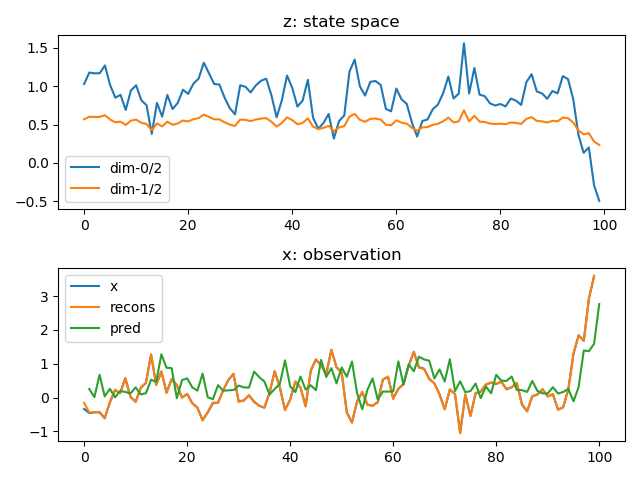 z: state space
1.5
1.0
0.5
0.0
−0.5
dim-0/2
dim-1/2
0 20 40 60 80 100
x: observation
3
2
1
0
−1
x
recons
pred
0 20 40 60 80 100